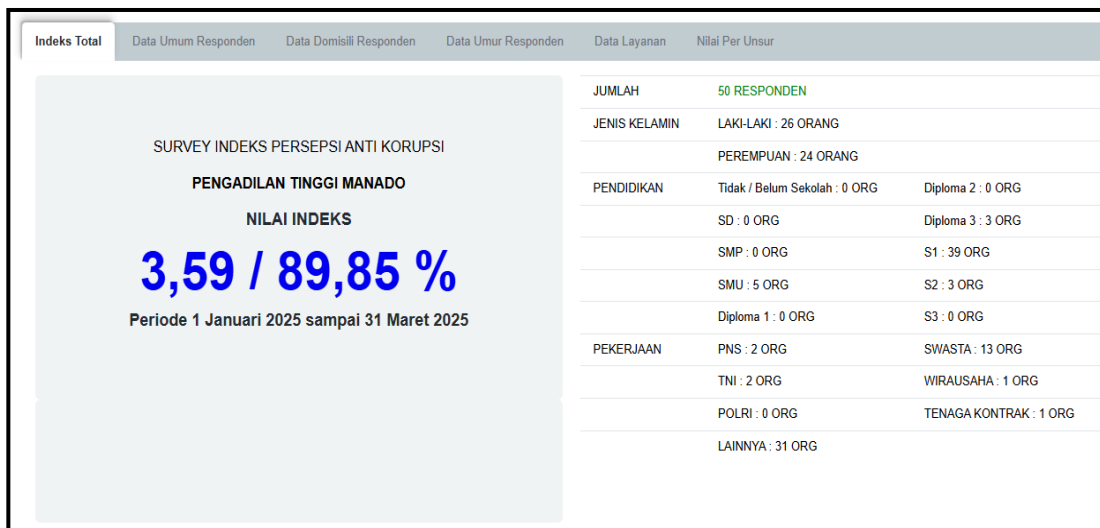 Indeks Total Data Umum Responden Data Domisili Responden Data Umur Responden Data Layanan Nilai Per Unsur
SURVEY INDEKS PERSEPSI ANTI KORUPSI
PENGADILAN TINGGI MANADO
NILAI INDEKS
3,59 / 89,85 %
Periode 1 Januari 2025 sampai 31 Maret 2025
JUMLAH 50 RESPONDEN
JENIS KELAMIN LAKI-LAKI : 26 ORANG
PEREMPUAN : 24 ORANG
PENDIDIKAN Tidak / Belum Sekolah : 0 ORG Diploma 2 : 0 ORG
SD : 0 ORG Diploma 3 : 3 ORG
SMP : 0 ORG S1 : 39 ORG
SMU : 5 ORG S2 : 3 ORG
Diploma 1 : 0 ORG S3 : 0 ORG
PEKERJAAN PNS : 2 ORG SWASTA : 13 ORG
TNI : 2 ORG WIRAUSAHA : 1 ORG
POLRI : 0 ORG TENAGA KONTRAK : 1 ORG
LAINNYA : 31 ORG